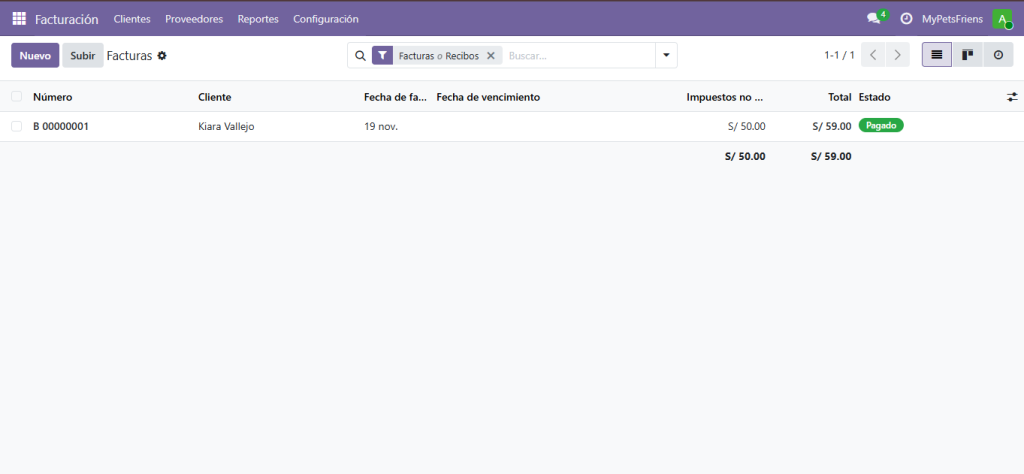 Facturación Clientes Proveedores Reportes Configuración 4 MyPetsFriens A
Nuevo Subir Facturas Facturas o Recibos Buscar... 1-1 / 1
Número Cliente Fecha de fa... Fecha de vencimiento Impuestos no ... Total Estado
B 00000001 Kiara Vallejo 19 nov. S/ 50.00 S/ 59.00 Pagado
S/ 50.00 S/ 59.00